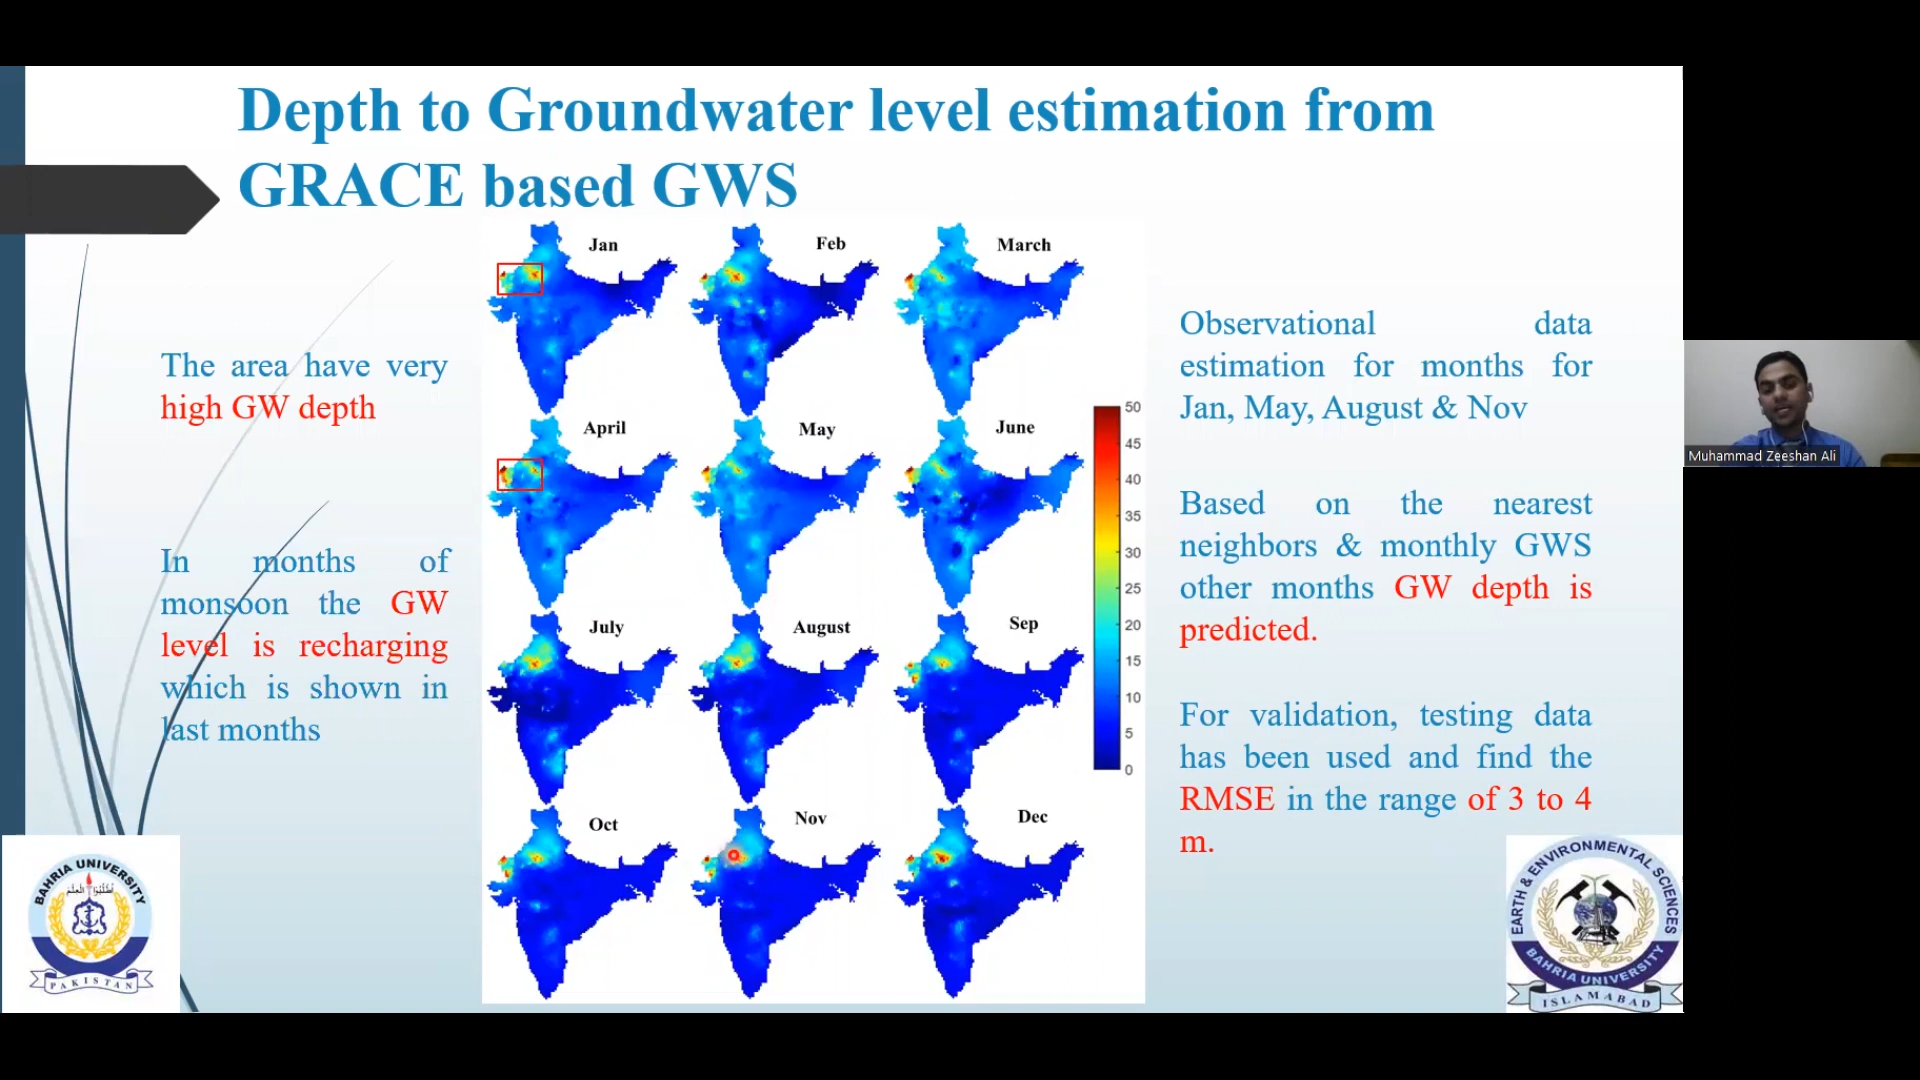 Depth to Groundwater level estimation from
GRACE based GWS
The area have very
high GW depth
In months of
monsoon the GW
level is recharging
which is shown in
last months
Jan
Feb
March
April
May
June
July
August
Sep
Oct
Nov
Dec
50
45
40
35
30
25
20
15
10
5
0
Observational data
estimation for months for
Jan, May, August & Nov
Based on the nearest
neighbors & monthly GWS
other months GW depth is
predicted.
For validation, testing data
has been used and find the
RMSE in the range of 3 to 4
m.
Muhammad Zeeshan Ali
BAHRIA UNIVERSITY
PAKISTAN
EARTH & ENVIRONMENTAL SCIENCES
BAHRIA UNIVERSITY
ISLAMABAD